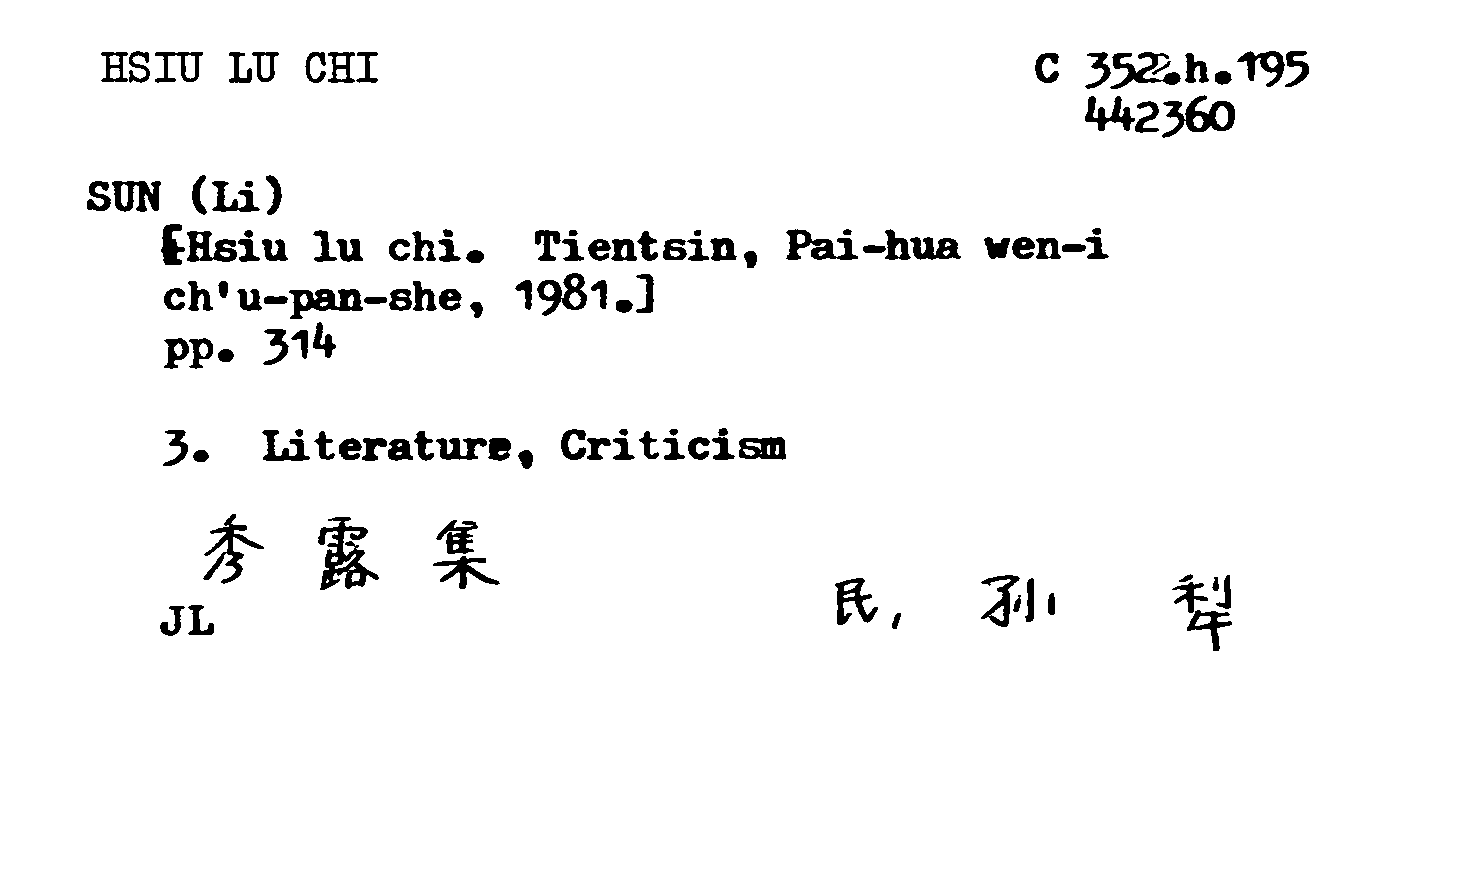 HSIU LU CHI
C 352.h.195
442360
SUN (Li)
[Hsiu lu chi. Tientsin, Pai-hua wen-i
ch'u-pan-she, 1981.]
pp. 314
3. Literature, Criticism
秀 露 集
民, 孙 犁
JL